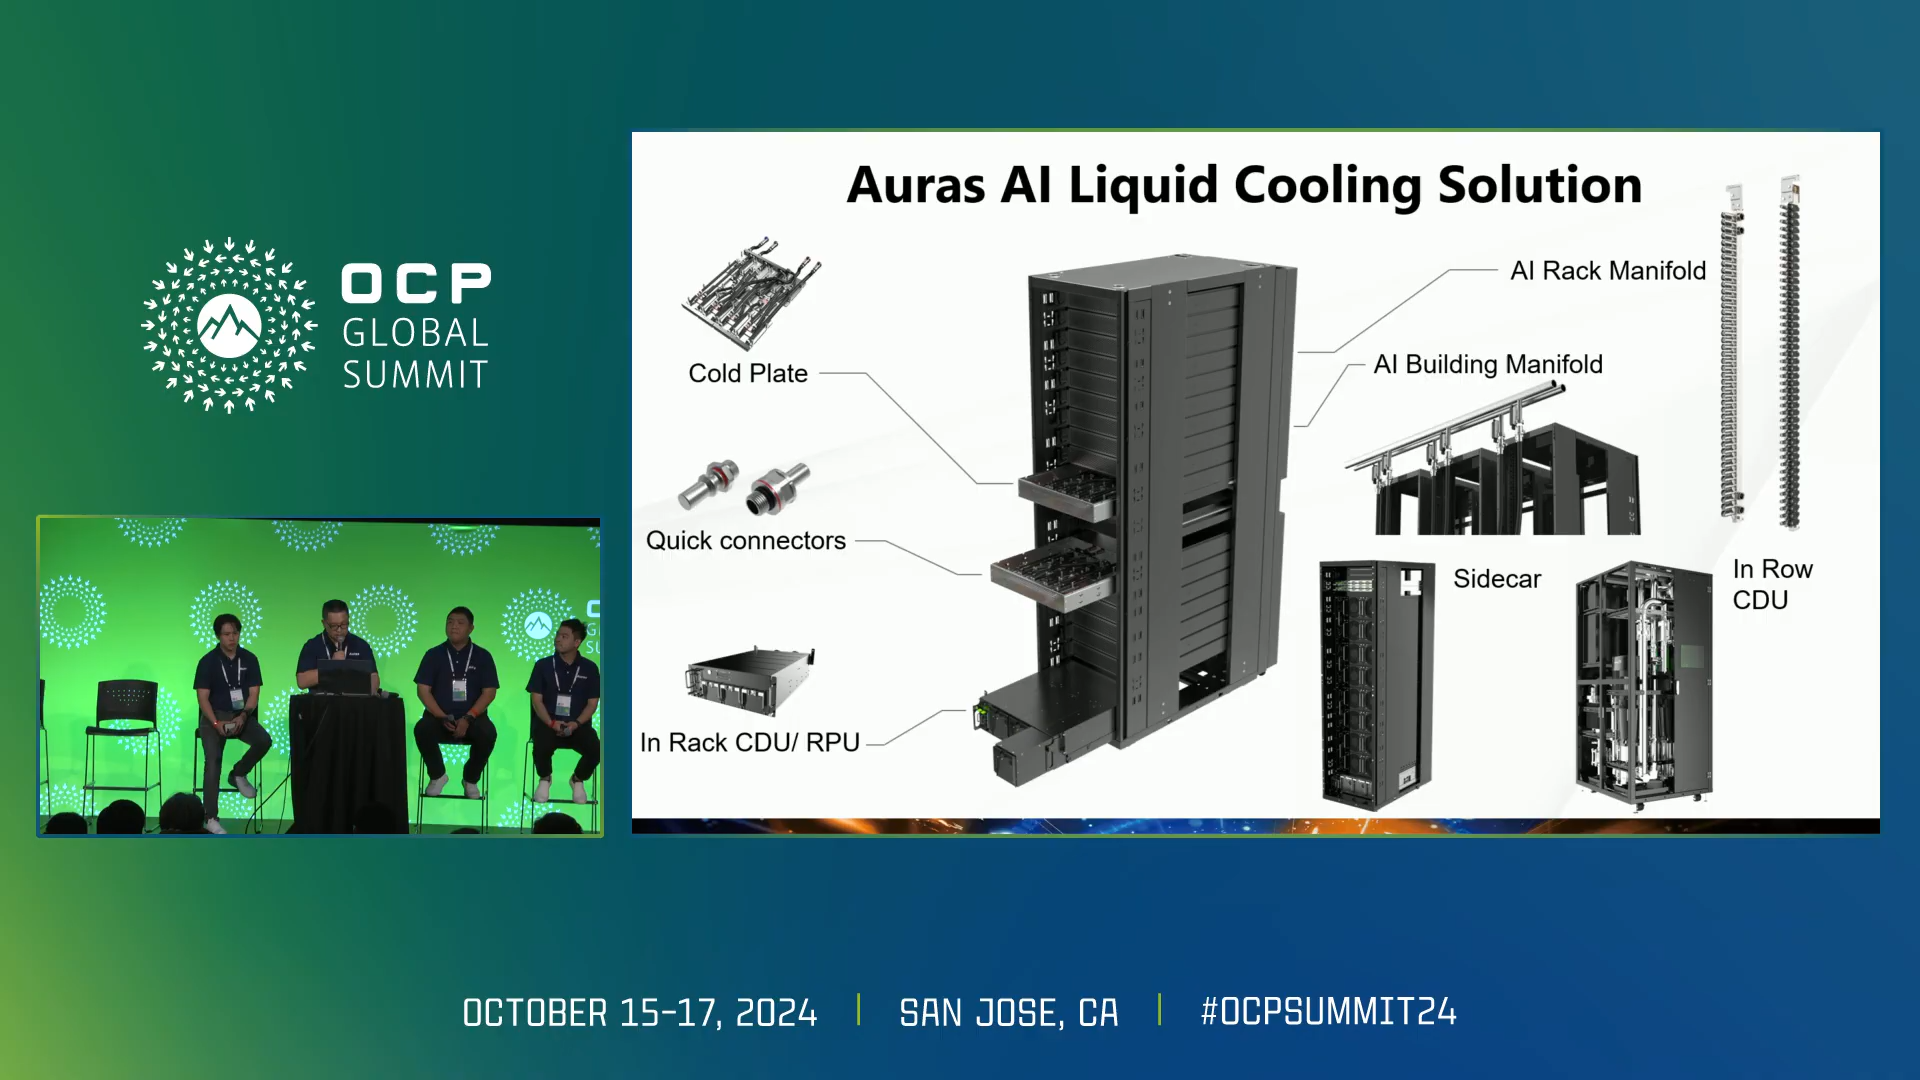 OCP
GLOBAL
SUMMIT
Auras AI Liquid Cooling Solution
Cold Plate
Quick connectors
In Rack CDU/ RPU
AI Rack Manifold
AI Building Manifold
Sidecar
In Row
CDU
OCTOBER 15-17, 2024
SAN JOSE, CA
#OCPSUMMIT24